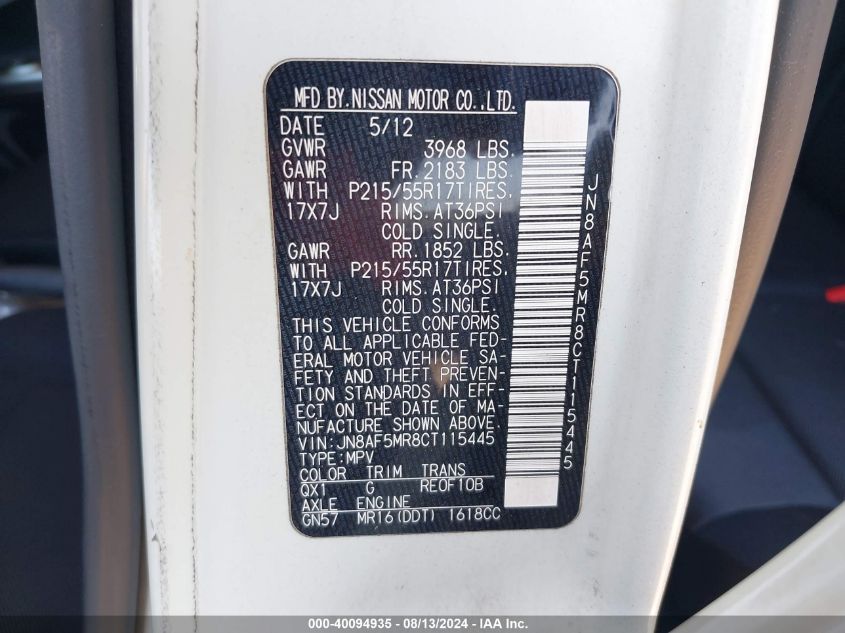 MFD BY.NISSAN MOTOR CO.,LTD.
DATE 5/12
GVWR 3968 LBS.
GAWR FR.2183 LBS.
WITH P215/55R17TIRES.
17X7J RIMS.AT36PSI
COLD SINGLE.
GAWR RR.1852 LBS.
WITH P215/55R17TIRES.
17X7J RIMS.AT36PSI
COLD SINGLE.
THIS VEHICLE CONFORMS
TO ALL APPLICABLE FED-
ERAL MOTOR VEHICLE SA-
FETY AND THEFT PREVEN-
TION STANDARDS IN EFF-
ECT ON THE DATE OF MA-
NUFACTURE SHOWN ABOVE.
VIN:JN8AF5MR8CT115445
TYPE:MPV
COLOR TRIM TRANS
QX1 G REOF10B
AXLE ENGINE
GN57 MR16(DDT) 1618CC
JN8AF5MR8CT115445
000-40094935 - 08/13/2024 - IAA Inc.